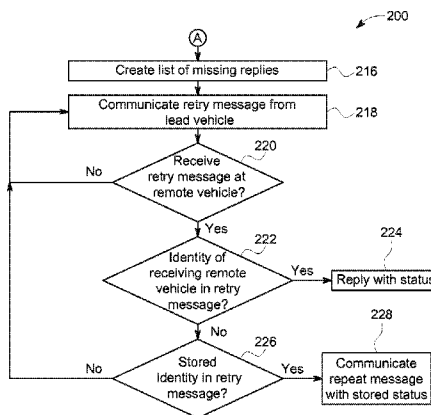 200
A
Create list of missing replies
216
Communicate retry message from
lead vehicle
218
220
Receive
retry message at
remote vehicle?
No
Yes
222
Identity of
receiving remote
vehicle in retry
message?
Yes
224
Reply with status
No
226
Stored
identity in retry
message?
No
Yes
228
Communicate
repeat message
with stored status